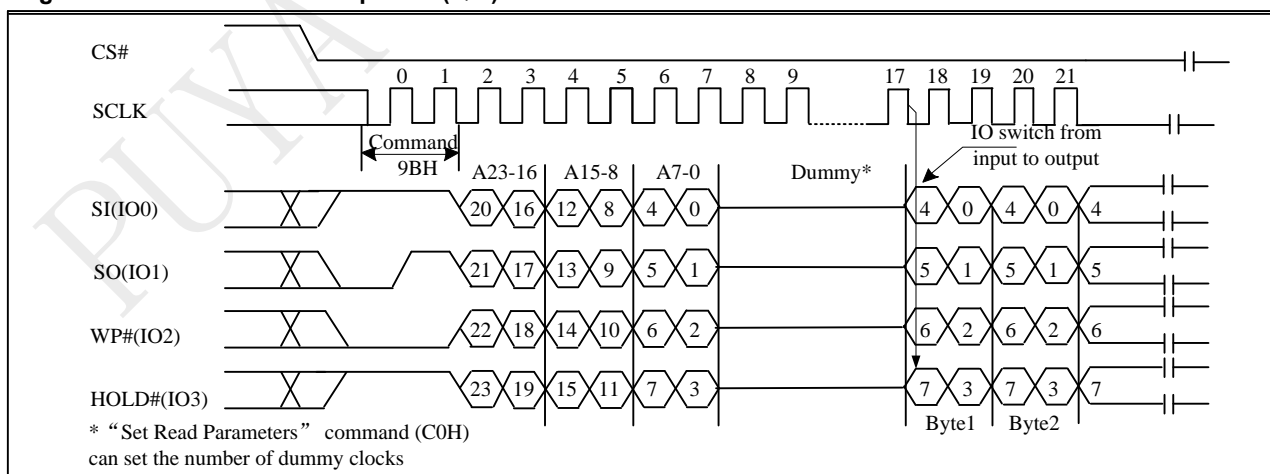 CS#
0 1 2 3 4 5 6 7 8 9 17 18 19 20 21
SCLK
Command
9BH
IO switch from
input to output
A23-16 A15-8 A7-0 Dummy*
SI(IO0) 20 16 12 8 4 0 4 0 4 0 4
SO(IO1) 21 17 13 9 5 1 5 1 5 1 5
WP#(IO2) 22 18 14 10 6 2 6 2 6 2 6
HOLD#(IO3) 23 19 15 11 7 3 7 3 7 3 7
Byte1 Byte2
* “Set Read Parameters” command (C0H)
can set the number of dummy clocks
PUYA